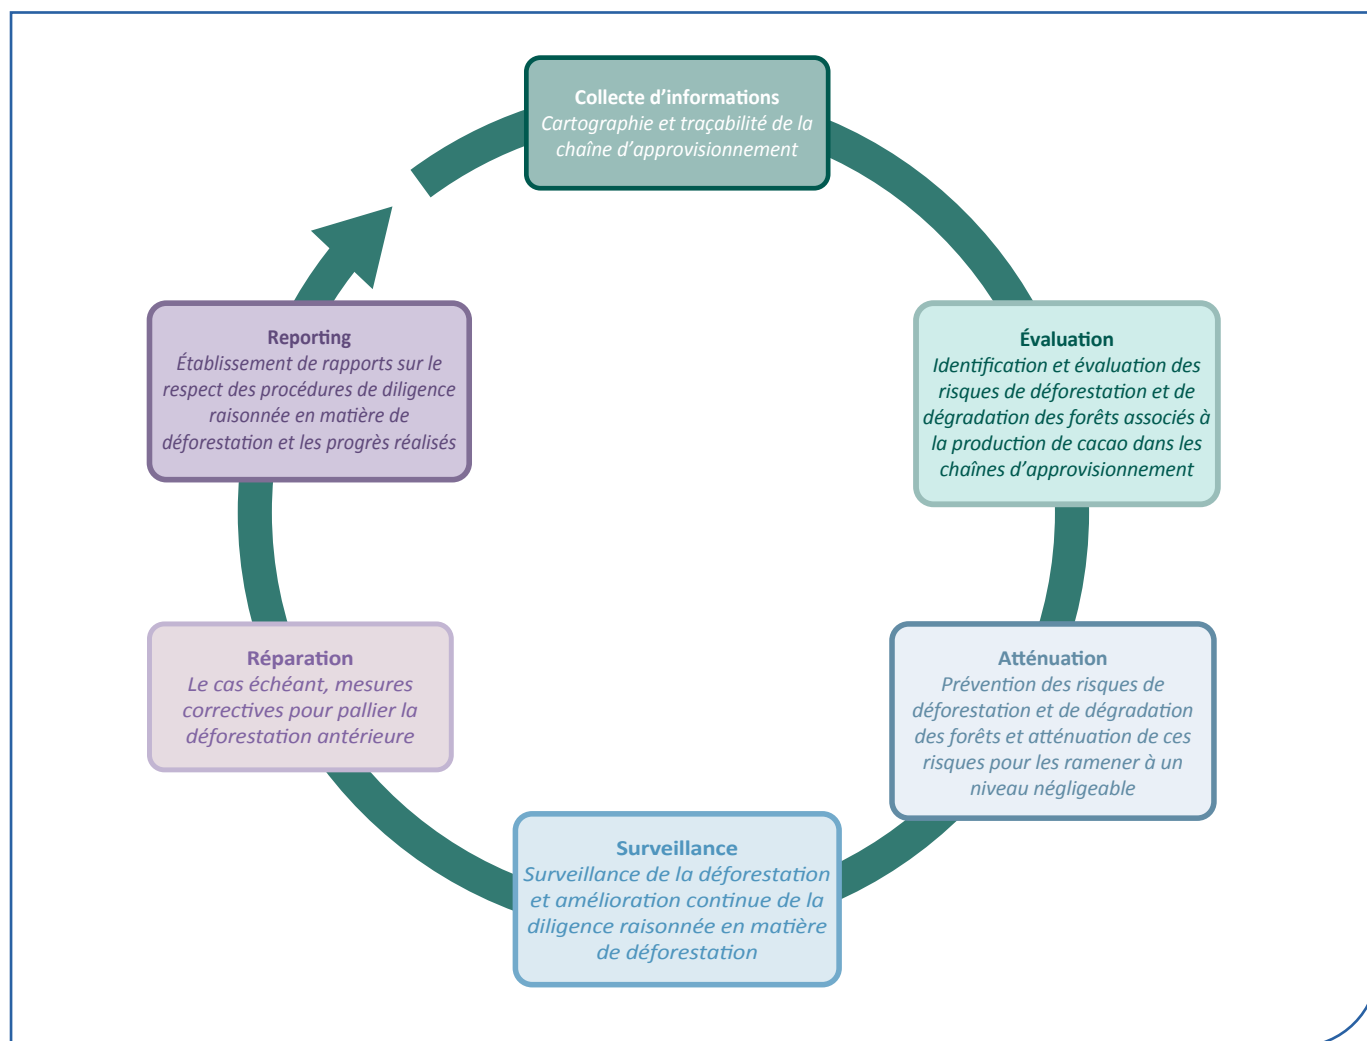 Collecte d’informations
Cartographie et traçabilité de la
chaîne d’approvisionnement
Évaluation
Identification et évaluation des
risques de déforestation et de
dégradation des forêts associés à
la production de cacao dans les
chaînes d’approvisionnement
Atténuation
Prévention des risques de
déforestation et de dégradation
des forêts et atténuation de ces
risques pour les ramener à un
niveau négligeable
Surveillance
Surveillance de la déforestation
et amélioration continue de la
diligence raisonnée en matière
de déforestation
Réparation
Le cas échéant, mesures
correctives pour pallier la
déforestation antérieure
Reporting
Établissement de rapports sur le
respect des procédures de diligence
raisonnée en matière de
déforestation et les progrès réalisés